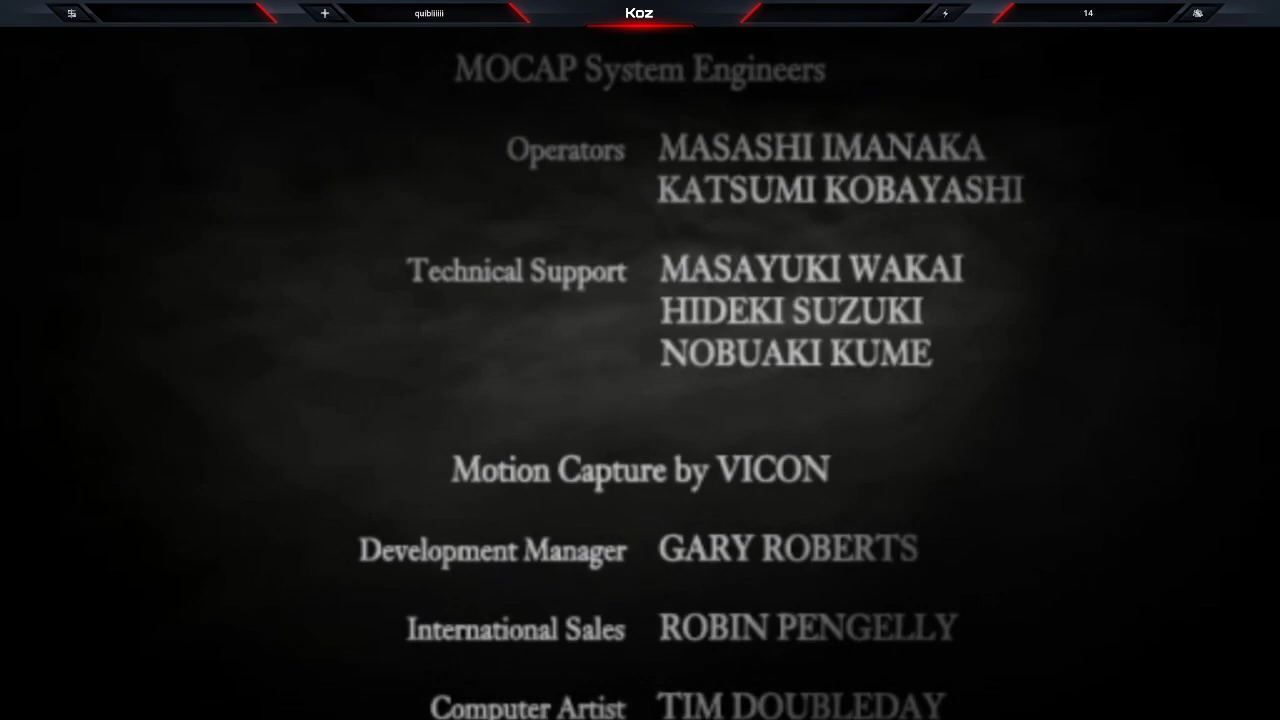 quibliiiii Koz 14
MOCAP System Engineers
Operators MASASHI IMANAKA
KATSUMI KOBAYASHI
Technical Support MASAYUKI WAKAI
HIDEKI SUZUKI
NOBUAKI KUME
Motion Capture by VICON
Development Manager GARY ROBERTS
International Sales ROBIN PENGELLY
Computer Artist TIM DOUBLEDAY